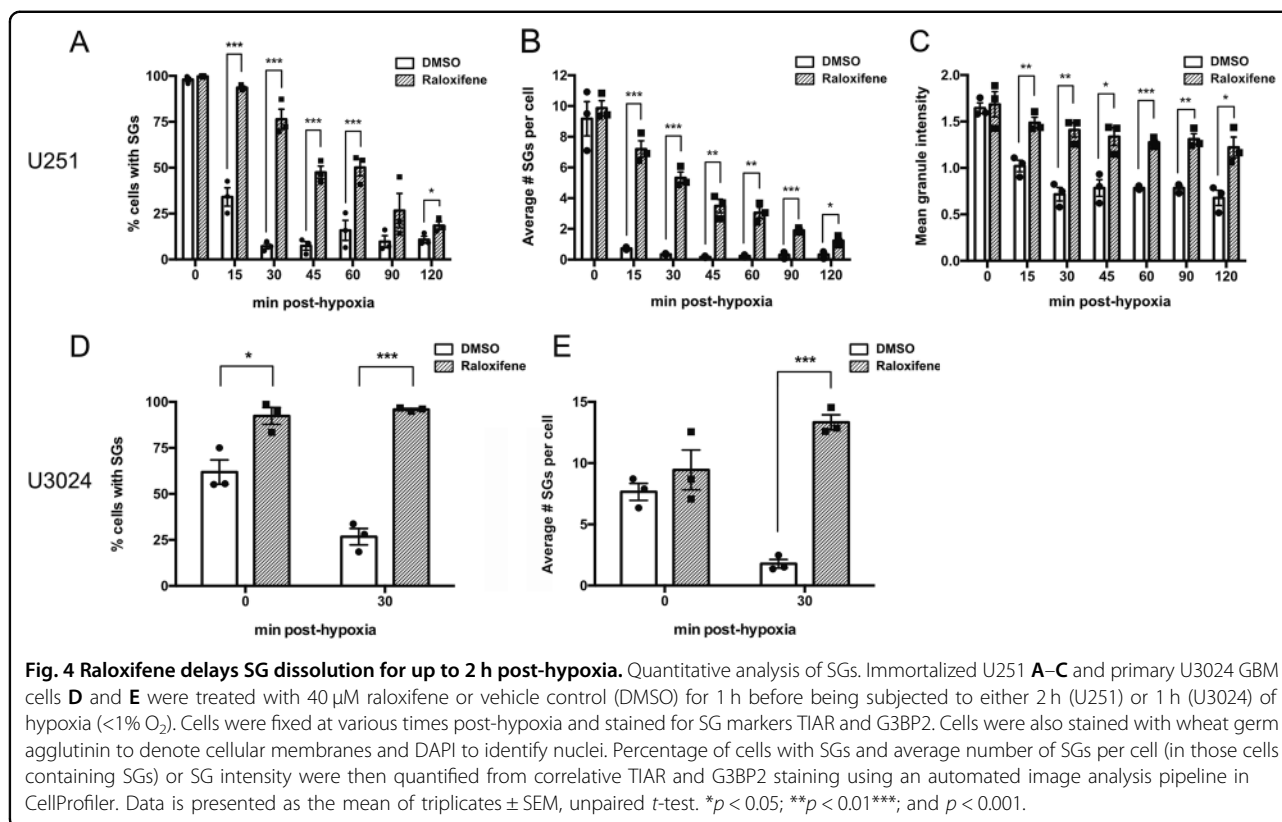 A
DMSO
Raloxifene
% cells with SGs
100
75
50
25
0
*** *** *** *** *
0 15 30 45 60 90 120
min post-hypoxia
B
DMSO
Raloxifene
Average # SGs per cell
12
10
8
6
4
2
0
*** *** ** ** *** *
0 15 30 45 60 90 120
min post-hypoxia
C
DMSO
Raloxifene
Mean granule intensity
2.0
1.5
1.0
0.5
0.0
** ** * *** ** *
0 15 30 45 60 90 120
min post-hypoxia
U251
D
DMSO
Raloxifene
% cells with SGs
100
75
50
25
0
* ***
0 30
min post-hypoxia
E
DMSO
Raloxifene
Average # SGs per cell
15
10
5
0
***
0 30
min post-hypoxia
U3024
Fig. 4 Raloxifene delays SG dissolution for up to 2 h post-hypoxia. Quantitative analysis of SGs. Immortalized U251 A–C and primary U3024 GBM
cells D and E were treated with 40 µM raloxifene or vehicle control (DMSO) for 1 h before being subjected to either 2 h (U251) or 1 h (U3024) of
hypoxia (<1% O₂). Cells were fixed at various times post-hypoxia and stained for SG markers TIAR and G3BP2. Cells were also stained with wheat germ
agglutinin to denote cellular membranes and DAPI to identify nuclei. Percentage of cells with SGs and average number of SGs per cell (in those cells
containing SGs) or SG intensity were then quantified from correlative TIAR and G3BP2 staining using an automated image analysis pipeline in
CellProfiler. Data is presented as the mean of triplicates ± SEM, unpaired t-test. *p < 0.05; **p < 0.01***; and p < 0.001.